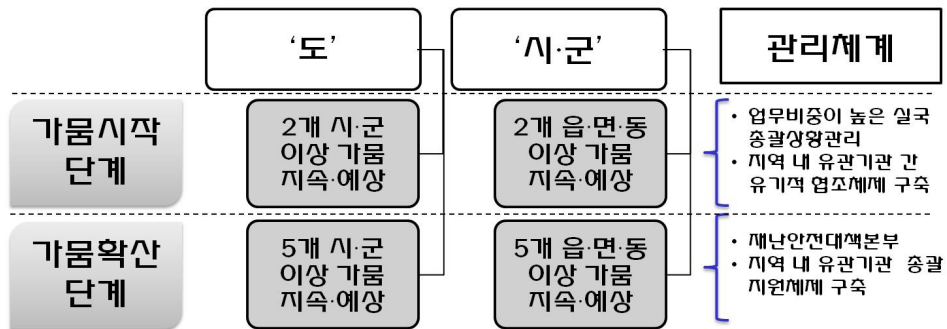 ‘도’
‘시·군’
관리체계
가뭄시작
단계
2개 시·군
이상 가뭄
지속·예상
2개 읍·면·동
이상 가뭄
지속·예상
• 업무비중이 높은 실국
총괄상황관리
• 지역 내 유관기관 간
유기적 협조체제 구축
가뭄확산
단계
5개 시·군
이상 가뭄
지속·예상
5개 읍·면·동
이상 가뭄
지속·예상
• 재난안전대책본부
• 지역 내 유관기관 총괄
지원체제 구축